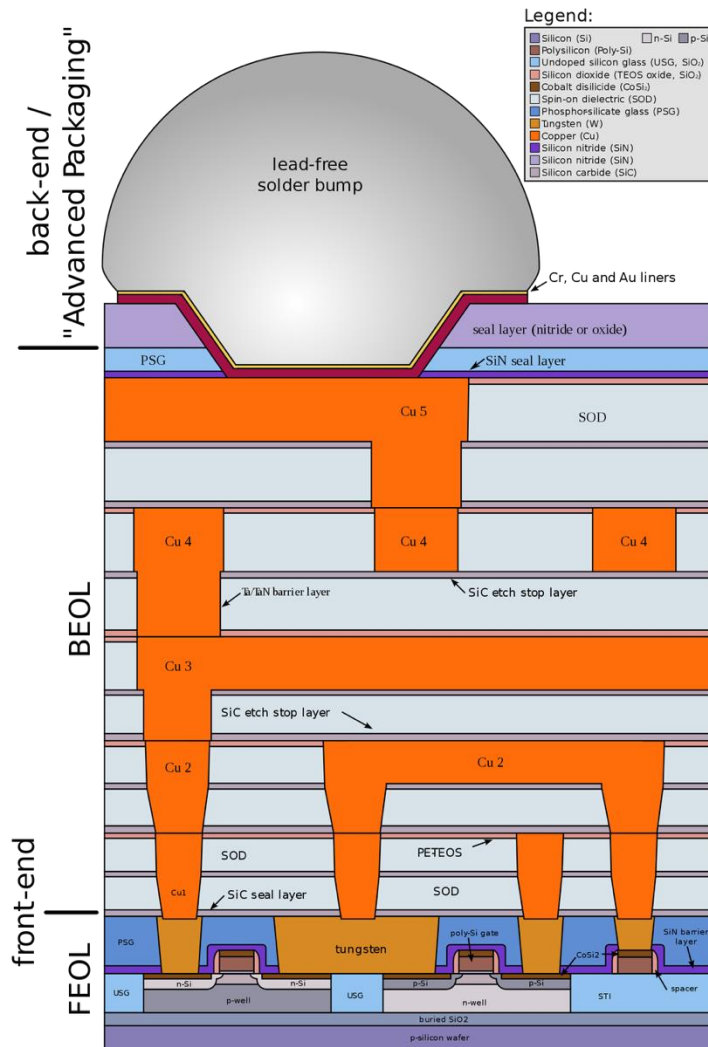 Legend:
Silicon (Si)
n-Si
p-Si
Polysilicon (Poly-Si)
Undoped silicon glass (USG, SiO₂)
Silicon dioxide (TEOS oxide, SiO₂)
Cobalt disilicide (CoSi₂)
Spin-on dielectric (SOD)
Phosphor-silicate glass (PSG)
Tungsten (W)
Copper (Cu)
Silicon nitride (SiN)
Silicon nitride (SiN)
Silicon carbide (SiC)
back-end /
"Advanced Packaging"
lead-free
solder bump
Cr, Cu and Au liners
seal layer (nitride or oxide)
PSG
SiN seal layer
Cu 5
SOD
BEOL
Cu 4
Cu 4
Cu 4
Ta/TaN barrier layer
SiC etch stop layer
Cu 3
SiC etch stop layer
Cu 2
Cu 2
front-end
SOD
PE-TEOS
Cu1
SiC seal layer
SOD
FEOL
PSG
tungsten
poly-Si gate
CoSi2
SiN barrier
layer
USG
n-Si
n-Si
p-well
USG
p-Si
p-Si
n-well
STI
spacer
buried SiO2
p-silicon wafer